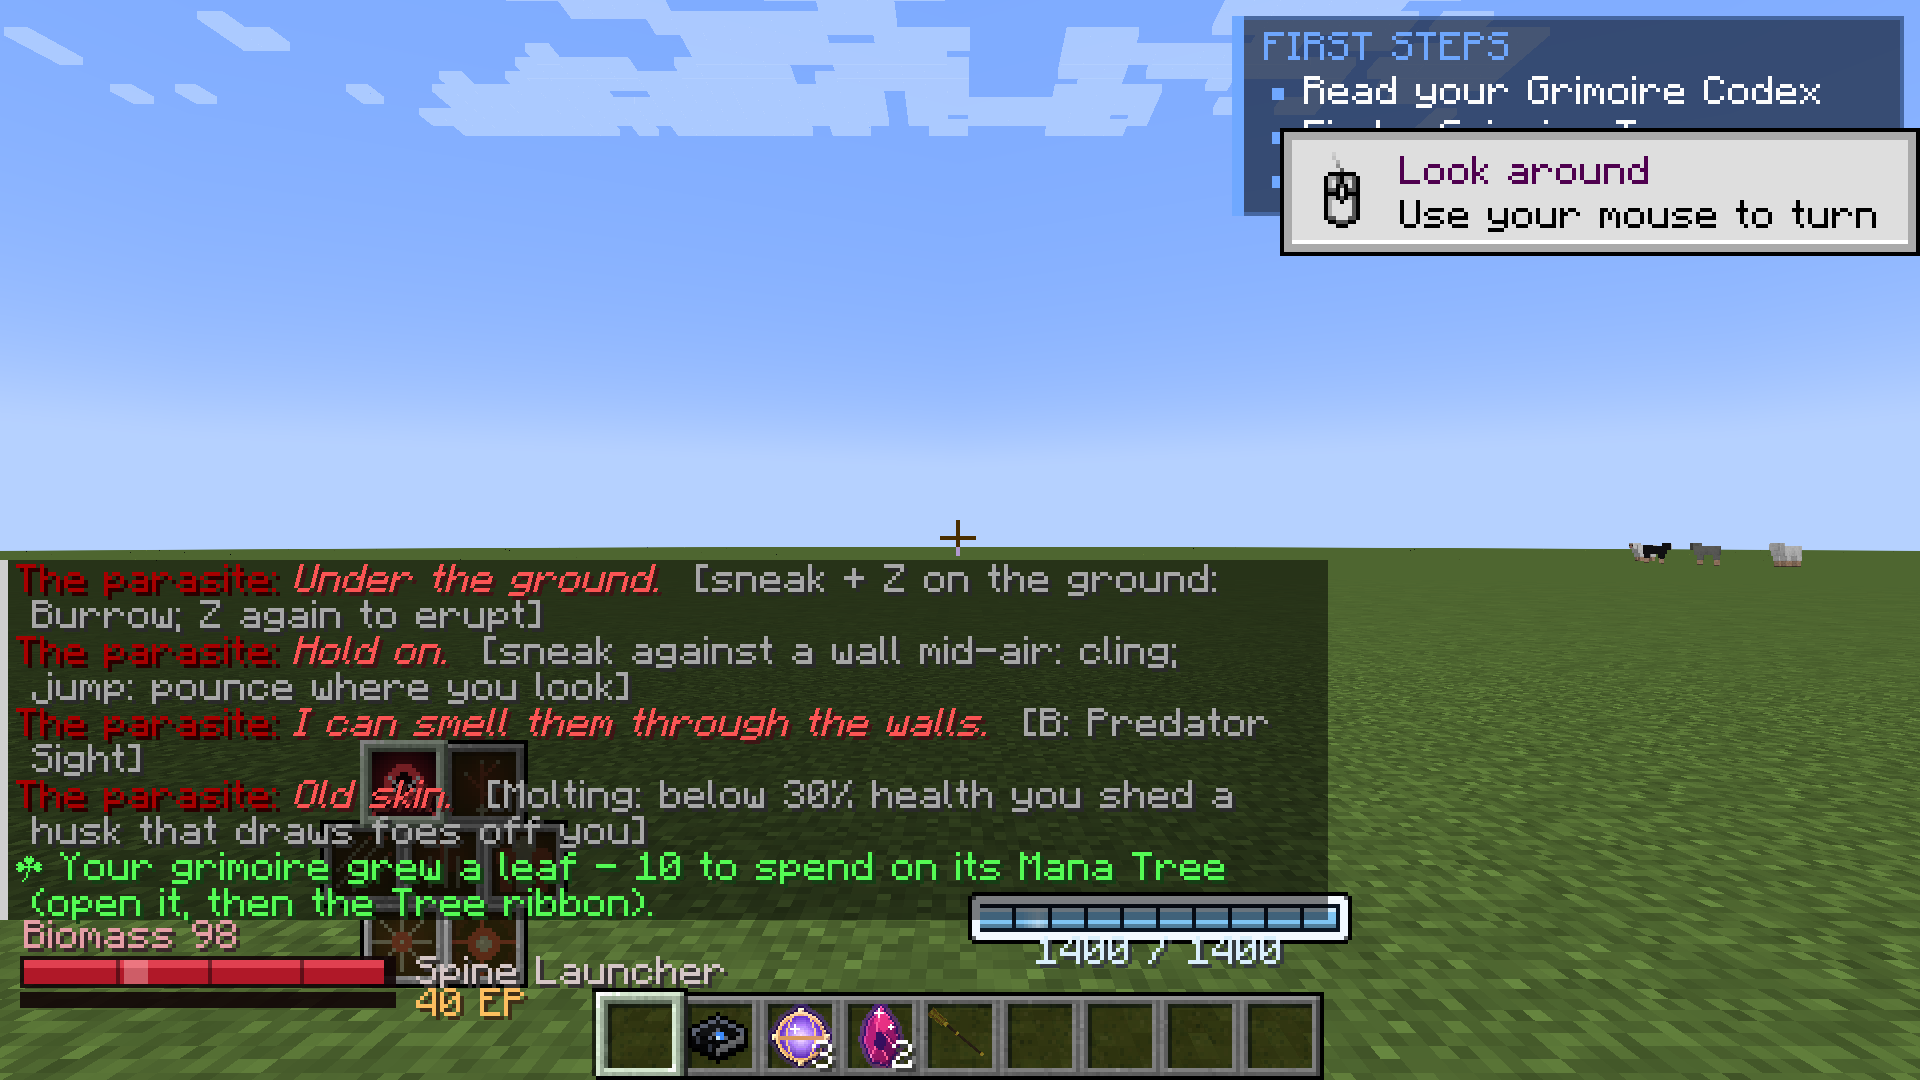 FIRST STEPS
Read your Grimoire Codex
Look around
Use your mouse to turn
The parasite: Under the ground. [sneak + Z on the ground:
Burrow; Z again to erupt]
The parasite: Hold on. [sneak against a wall mid-air: cling;
jump: pounce where you look]
The parasite: I can smell them through the walls. [B: Predator
Sight]
The parasite: Old skin. [Molting: below 30% health you shed a
husk that draws foes off you]
☘ Your grimoire grew a leaf - 10 to spend on its Mana Tree
(open it, then the Tree ribbon).
Biomass 98
Spine Launcher
40 EP
1400 / 1400
3
2